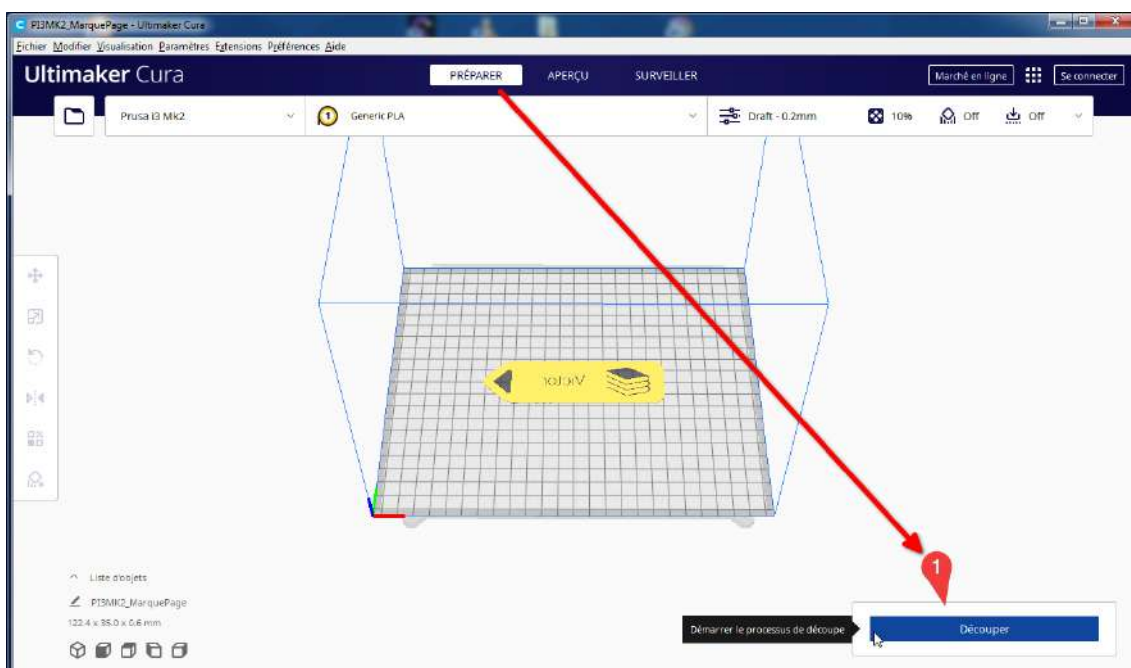 PI3MK2_MarquePage - Ultimaker Cura
Fichier Modifier Visualisation Paramètres Extensions Préférences Aide
Ultimaker Cura
PRÉPARER APERÇU SURVEILLER
Marché en ligne Se connecter
Prusa i3 Mk2
1 Generic PLA
Draft - 0.2mm 10% Off Off
Victor
1
Liste d'objets
PI3MK2_MarquePage
122.4 x 35.0 x 0.6 mm
Démarrer le processus de découpe
Découper